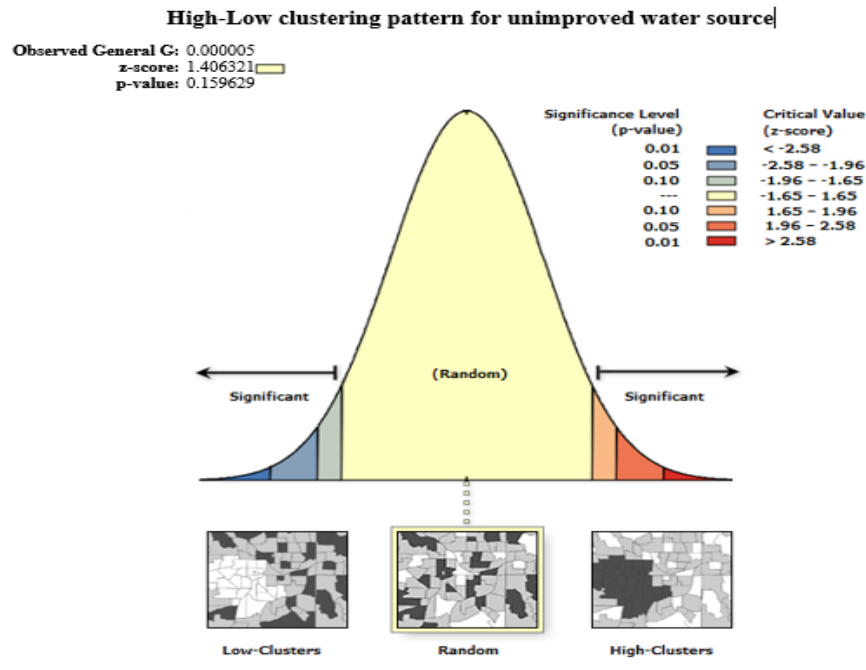 High-Low clustering pattern for unimproved water source
Observed General G: 0.000005
z-score: 1.406321
p-value: 0.159629
Significance Level Critical Value
(p-value) (z-score)
0.01 < -2.58
0.05 -2.58 – -1.96
0.10 -1.96 – -1.65
--- -1.65 – 1.65
0.10 1.65 – 1.96
0.05 1.96 – 2.58
0.01 > 2.58
(Random)
Significant Significant
Low-Clusters Random High-Clusters